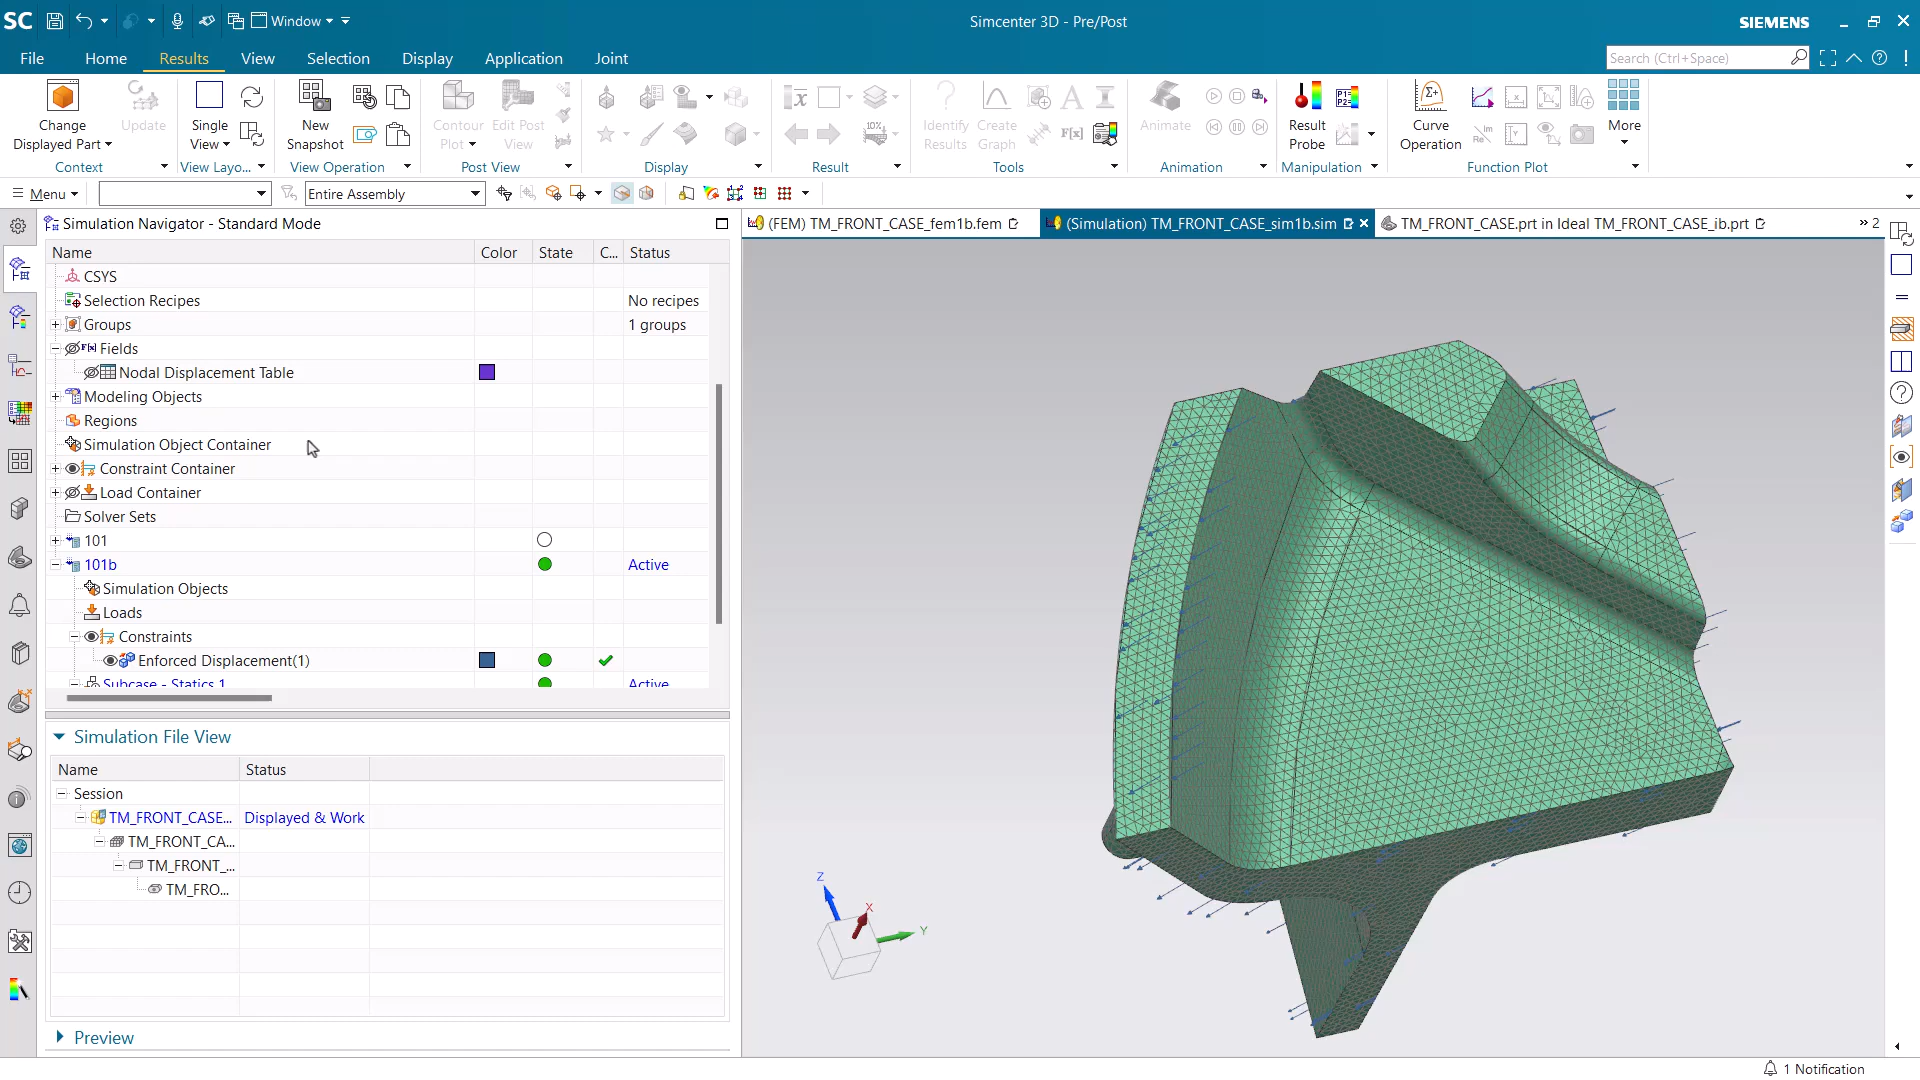 SC Window Simcenter 3D - Pre/Post SIEMENS
File Home Results View Selection Display Application Joint Search (Ctrl+Space)
Change Displayed Part
Update
Single View
New Snapshot
Contour Plot
Edit Post View
Identify Results
Create Graph
Animate
Result Probe
Curve Operation
More
Context View Layo... View Operation Post View Display Result Tools Animation Manipulation Function Plot
Menu Entire Assembly
Simulation Navigator - Standard Mode
(FEM) TM_FRONT_CASE_fem1b.fem (Simulation) TM_FRONT_CASE_sim1b.sim TM_FRONT_CASE.prt in Ideal TM_FRONT_CASE_ib.prt 2
Name Color State C... Status
CSYS
Selection Recipes No recipes
Groups 1 groups
Fields
Nodal Displacement Table
Modeling Objects
Regions
Simulation Object Container
Constraint Container
Load Container
Solver Sets
101
101b Active
Simulation Objects
Loads
Constraints
Enforced Displacement(1)
Subcase - Statics 1 Active
Simulation File View
Name Status
Session
TM_FRONT_CASE... Displayed & Work
TM_FRONT_CA...
TM_FRONT_...
TM_FRO...
Preview
Z
X
Y
1 Notification